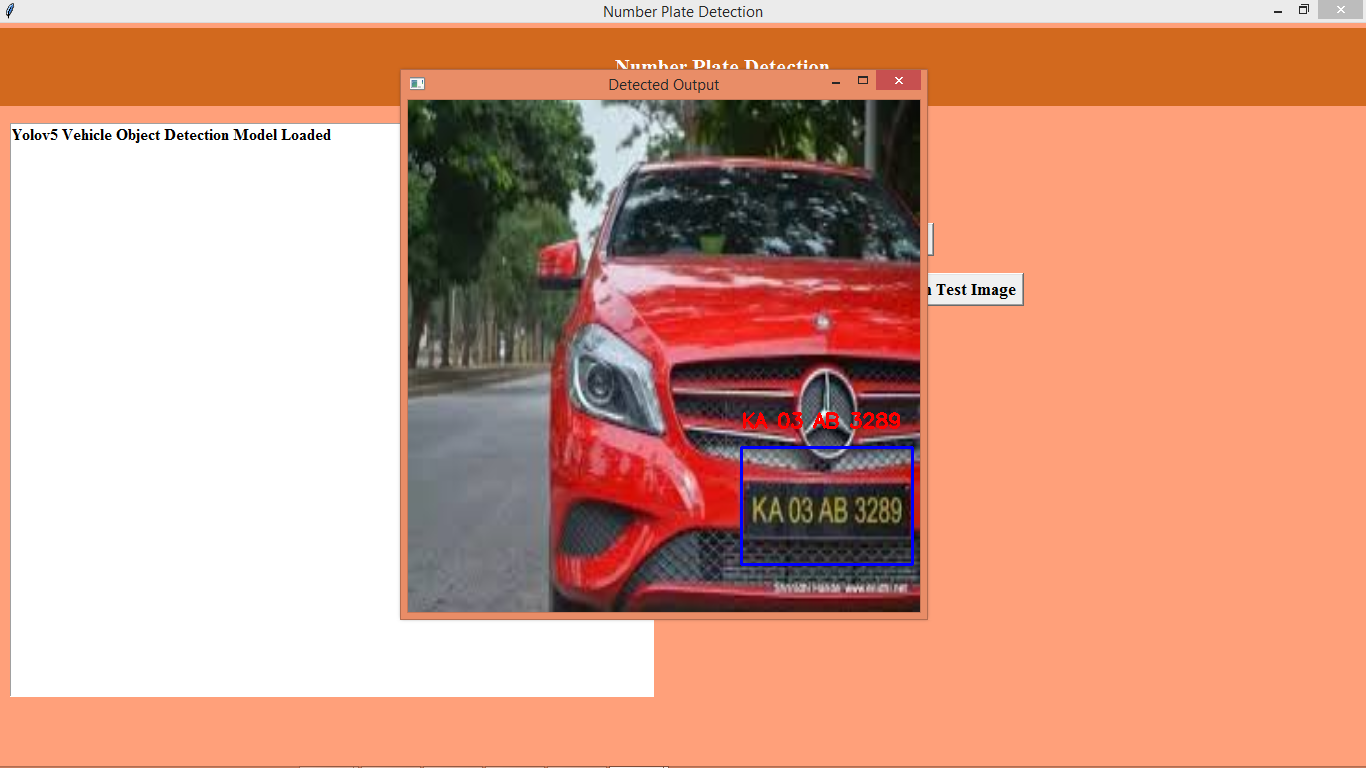 Number Plate Detection
Number Plate Detection
Detected Output
Yolov5 Vehicle Object Detection Model Loaded
Test Image
KA 03 AB 3289
KA 03 AB 3289